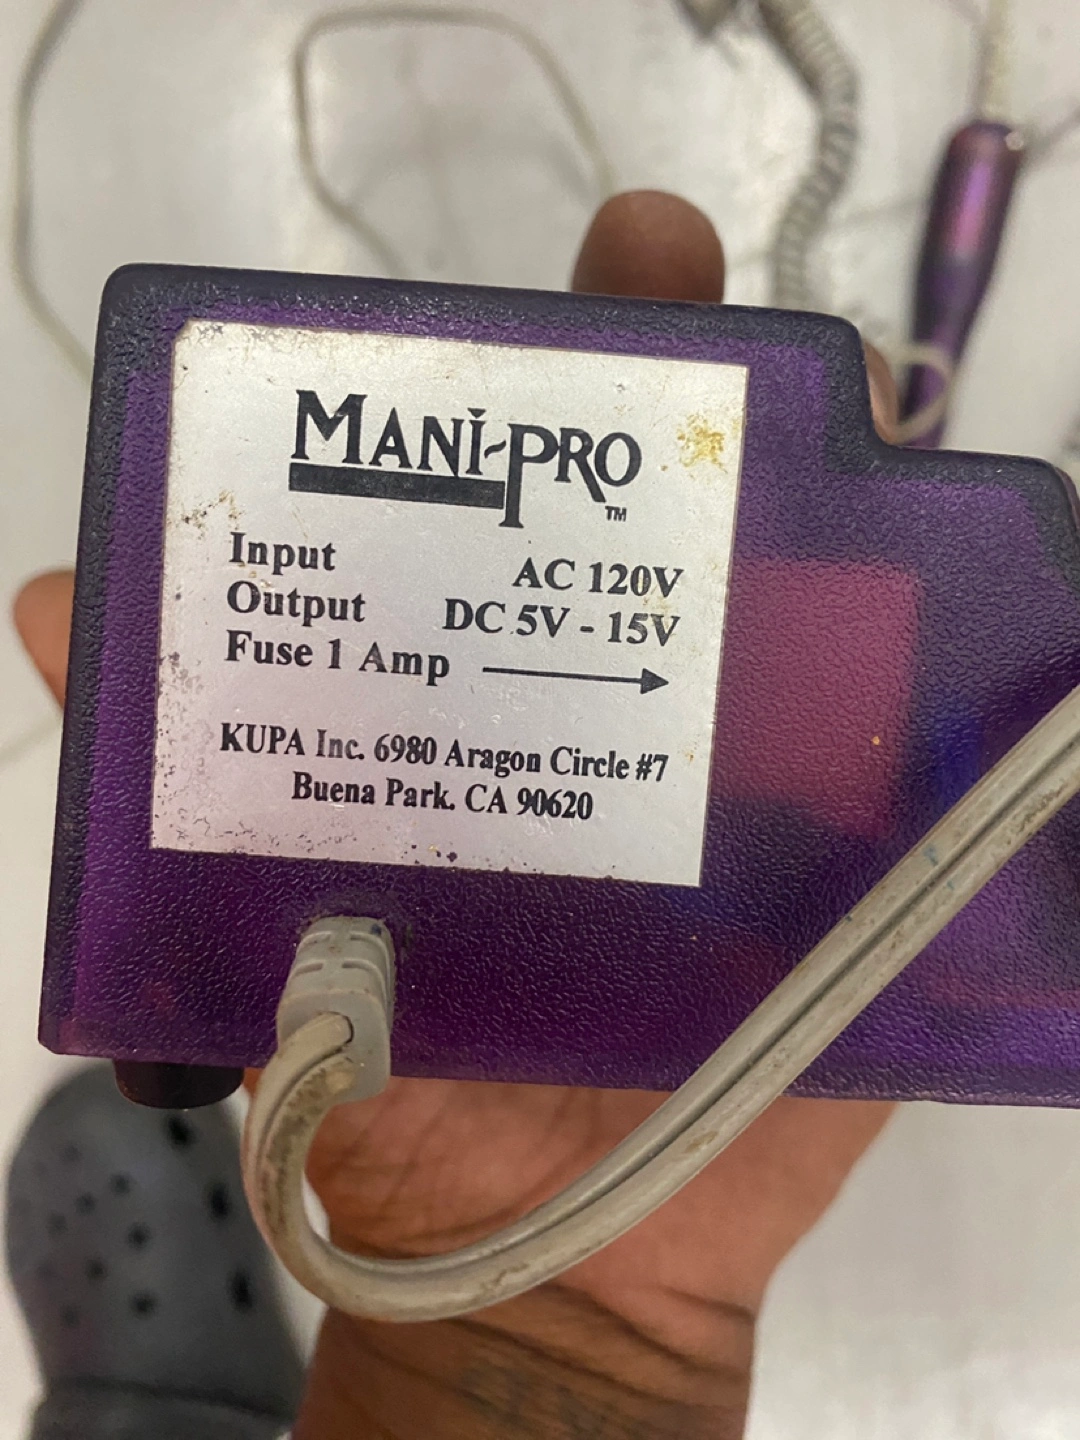 MANI-PRO
TM
Input AC 120V
Output DC 5V - 15V
Fuse 1 Amp
KUPA Inc. 6980 Aragon Circle #7
Buena Park. CA 90620